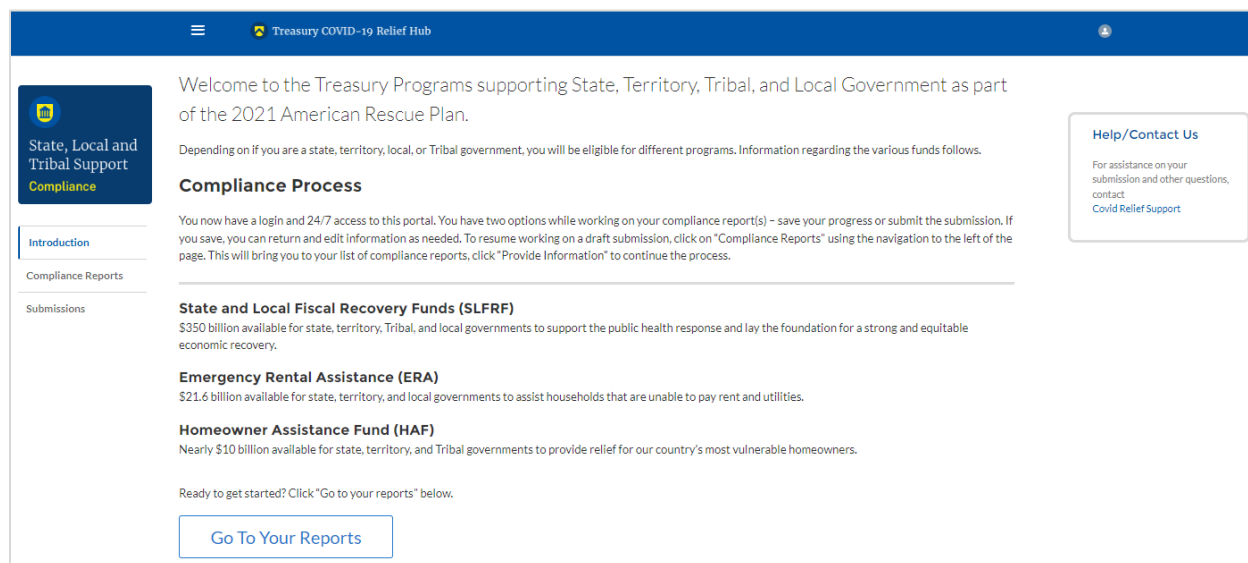 Treasury COVID-19 Relief Hub
State, Local and
Tribal Support
Compliance
Introduction
Compliance Reports
Submissions
Welcome to the Treasury Programs supporting State, Territory, Tribal, and Local Government as part
of the 2021 American Rescue Plan.
Depending on if you are a state, territory, local, or Tribal government, you will be eligible for different programs. Information regarding the various funds follows.
Compliance Process
You now have a login and 24/7 access to this portal. You have two options while working on your compliance report(s) – save your progress or submit the submission. If
you save, you can return and edit information as needed. To resume working on a draft submission, click on "Compliance Reports" using the navigation to the left of the
page. This will bring you to your list of compliance reports, click "Provide Information" to continue the process.
State and Local Fiscal Recovery Funds (SLFRF)
$350 billion available for state, territory, Tribal, and local governments to support the public health response and lay the foundation for a strong and equitable
economic recovery.
Emergency Rental Assistance (ERA)
$21.6 billion available for state, territory, and local governments to assist households that are unable to pay rent and utilities.
Homeowner Assistance Fund (HAF)
Nearly $10 billion available for state, territory, and Tribal governments to provide relief for our country's most vulnerable homeowners.
Ready to get started? Click "Go to your reports" below.
Go To Your Reports
Help/Contact Us
For assistance on your
submission and other questions,
contact
Covid Relief Support